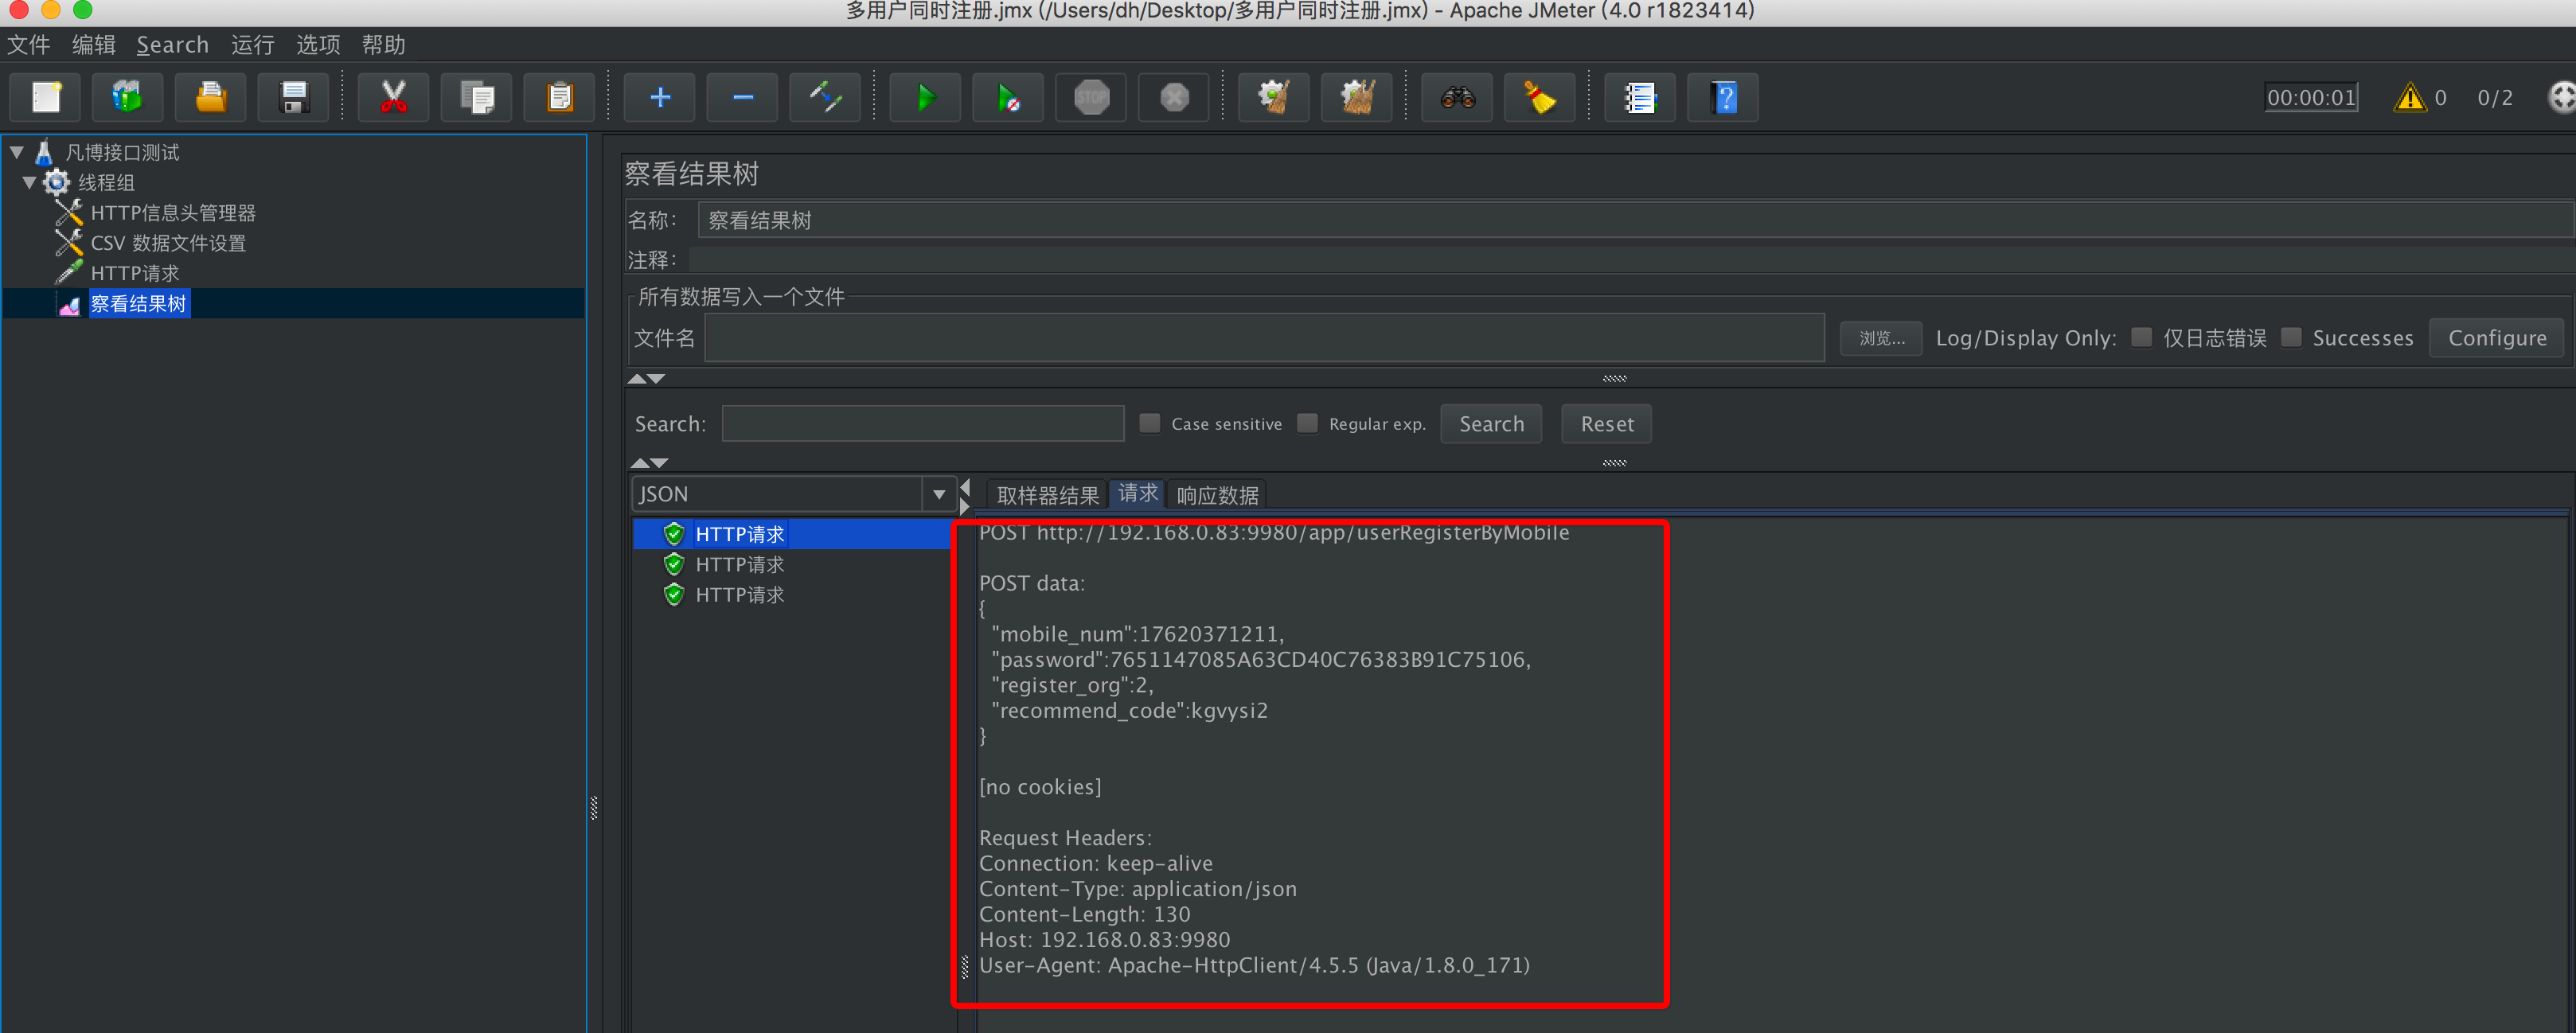 多用户同时注册.jmx (/Users/dh/Desktop/多用户同时注册.jmx) - Apache JMeter (4.0 r1823414)
文件 编辑 Search 运行 选项 帮助
STOP
00:00:01 0 0/2
凡博接口测试
线程组
HTTP信息头管理器
CSV 数据文件设置
HTTP请求
察看结果树
察看结果树
名称: 察看结果树
注释:
所有数据写入一个文件
文件名 浏览... Log/Display Only: 仅日志错误 Successes Configure
Search: Case sensitive Regular exp. Search Reset
JSON
取样器结果 请求 响应数据
HTTP请求
HTTP请求
HTTP请求
POST http://192.168.0.83:9980/app/userRegisterByMobile
POST data:
{
"mobile_num":17620371211,
"password":7651147085A63CD40C76383B91C75106,
"register_org":2,
"recommend_code":kgvysi2
}
[no cookies]
Request Headers:
Connection: keep-alive
Content-Type: application/json
Content-Length: 130
Host: 192.168.0.83:9980
User-Agent: Apache-HttpClient/4.5.5 (Java/1.8.0_171)